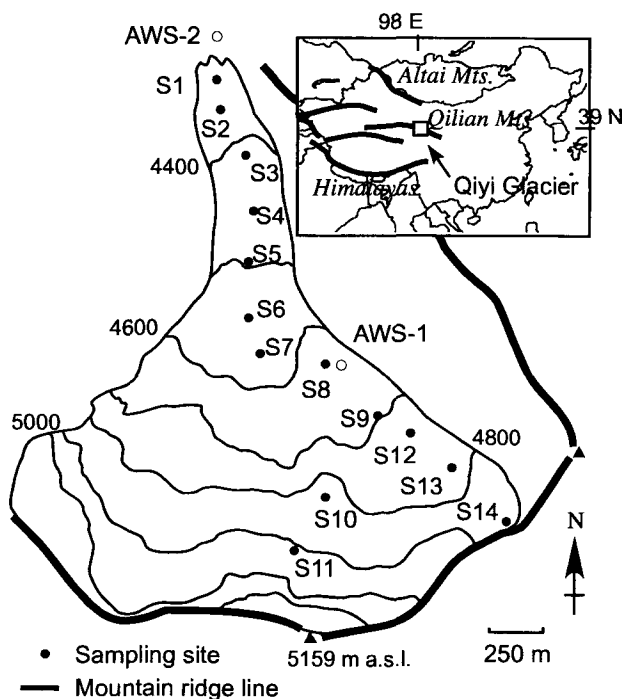 98 E
AWS-2
Altai Mts.
S1
Qilian Mts.
39 N
S2
4400
S3
Himalayas
Qiyi Glacier
S4
S5
S6
4600
AWS-1
S7
S8
5000
S9
4800
S12
S13
S10
S14
N
S11
Sampling site
5159 m a.s.l.
250 m
Mountain ridge line